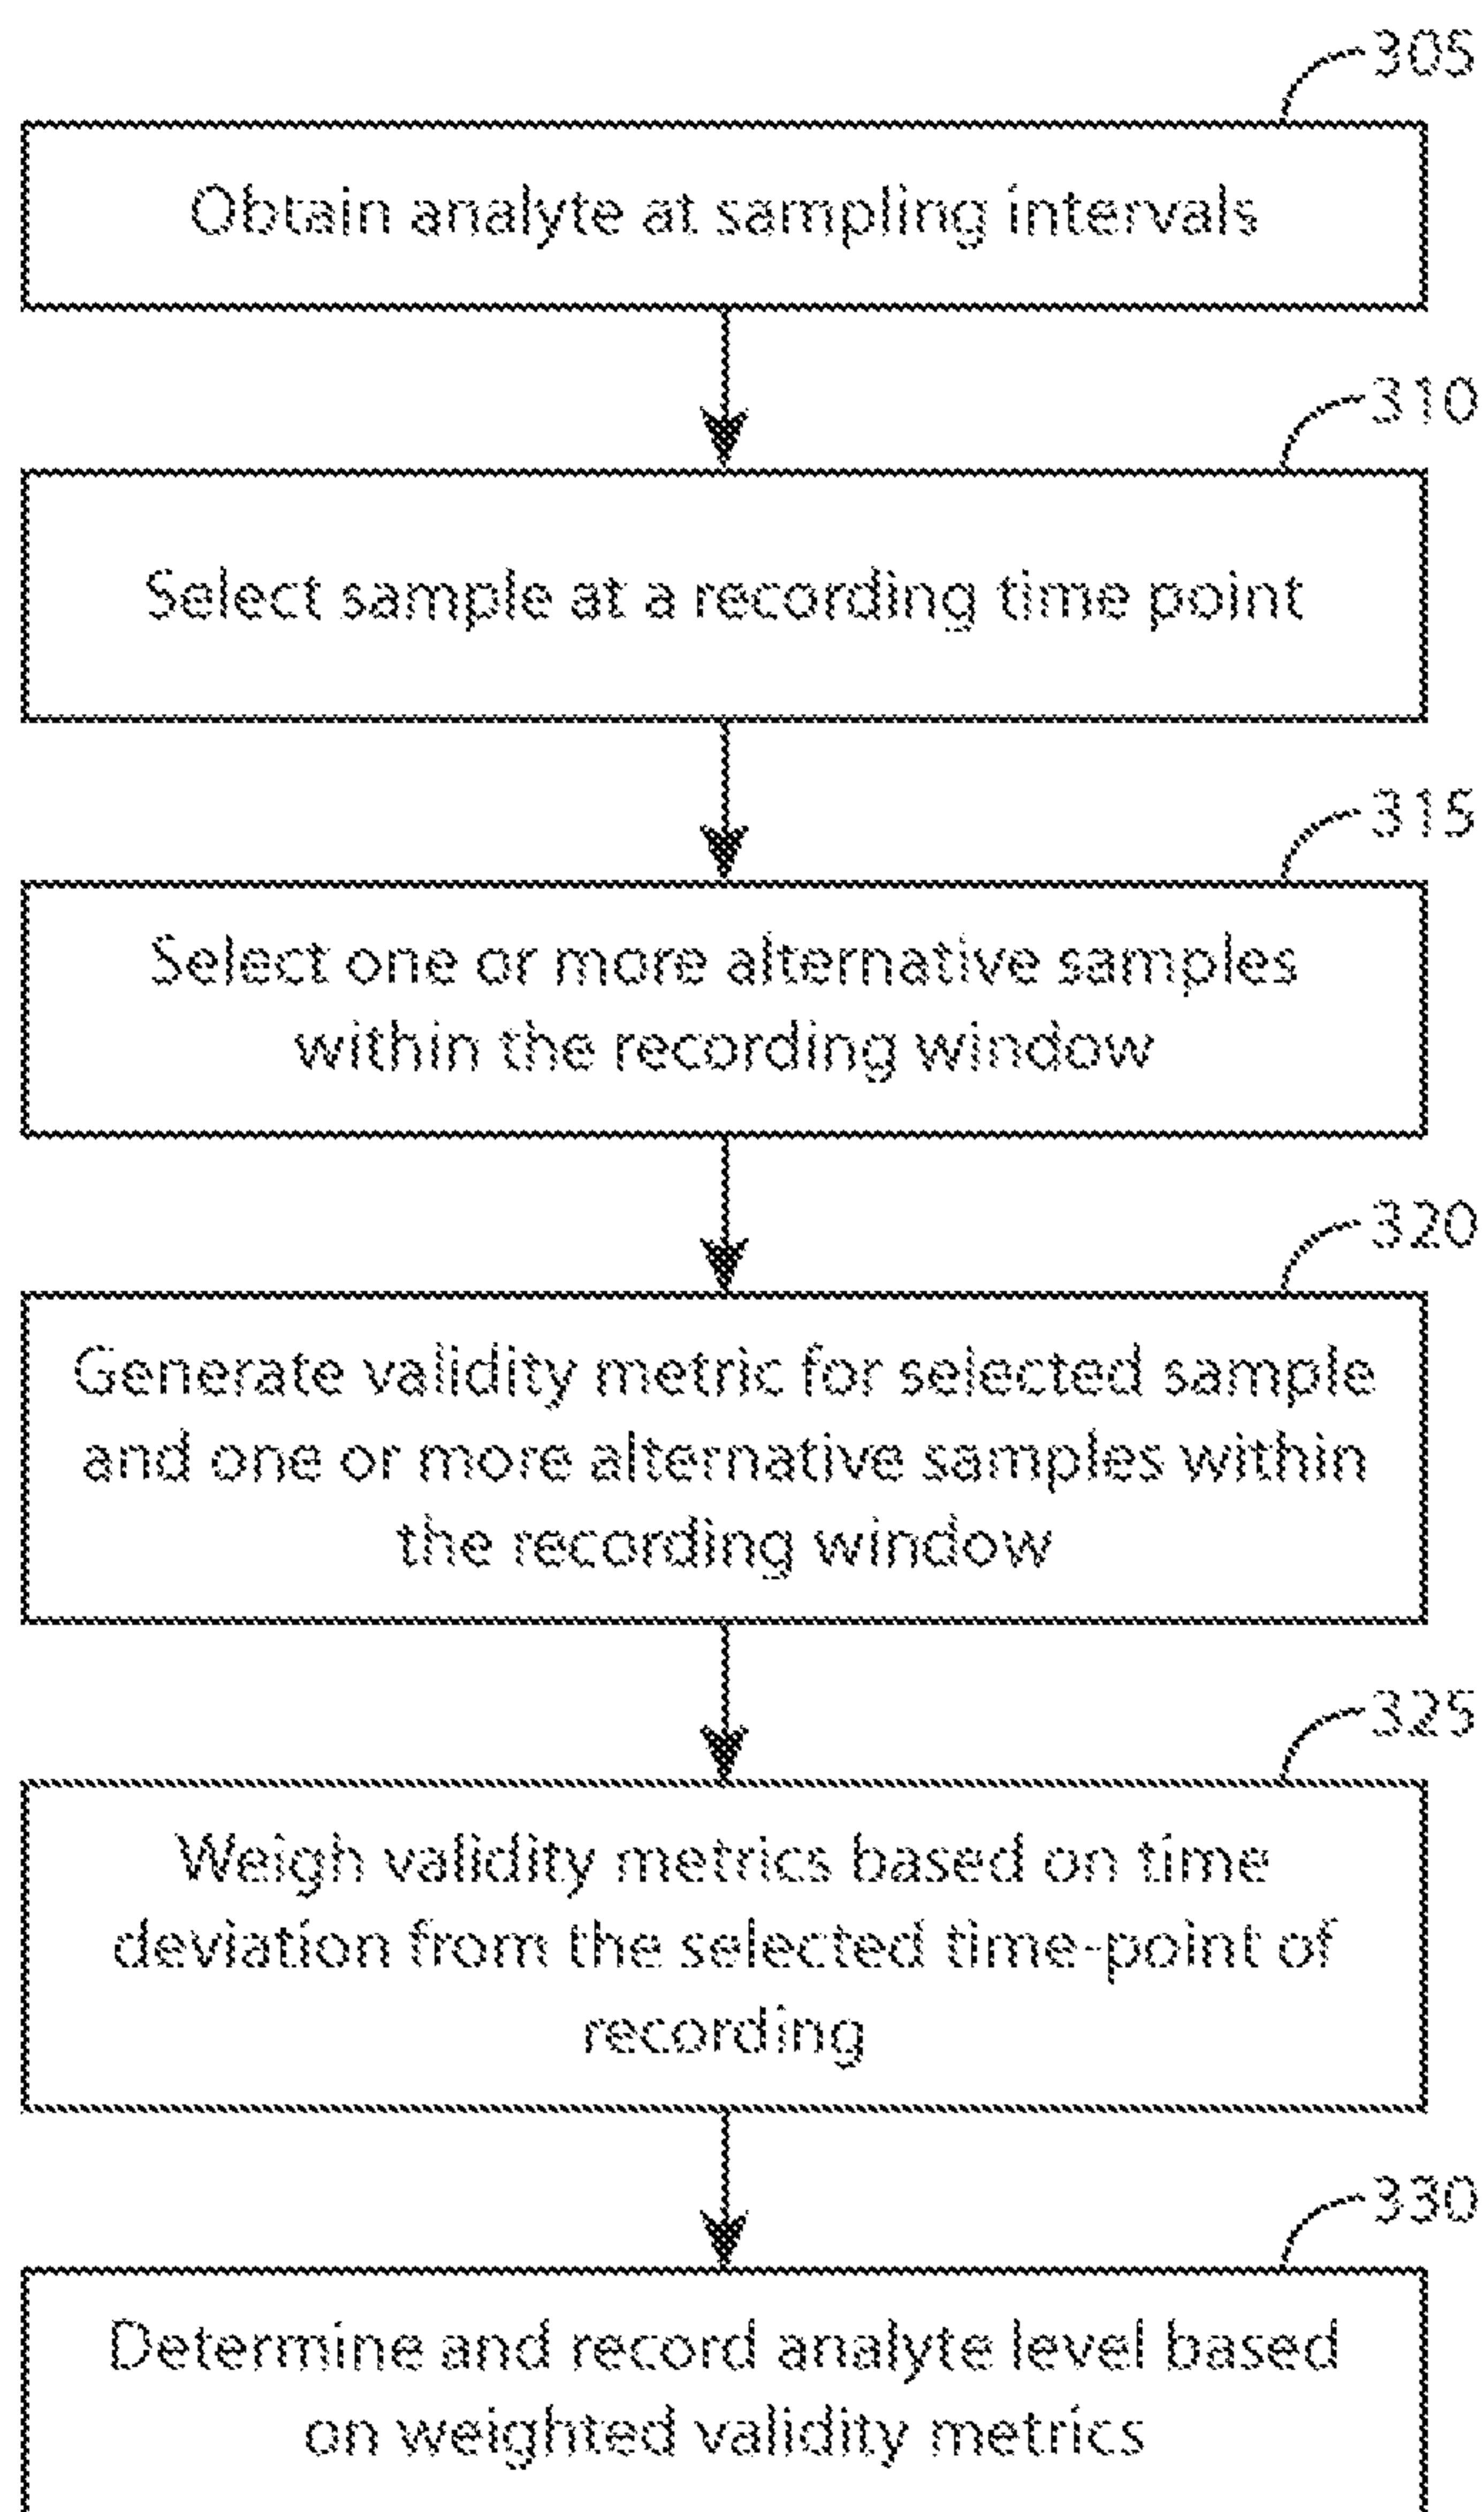 305
Obtain analyte at sampling intervals
310
Select sample at a recording time point
315
Select one or more alternative samples
within the recording window
320
Generate validity metric for selected sample
and one or more alternative samples within
the recording window
325
Weigh validity metrics based on time
deviation from the selected time-point of
recording
330
Determine and record analyte level based
on weighted validity metrics